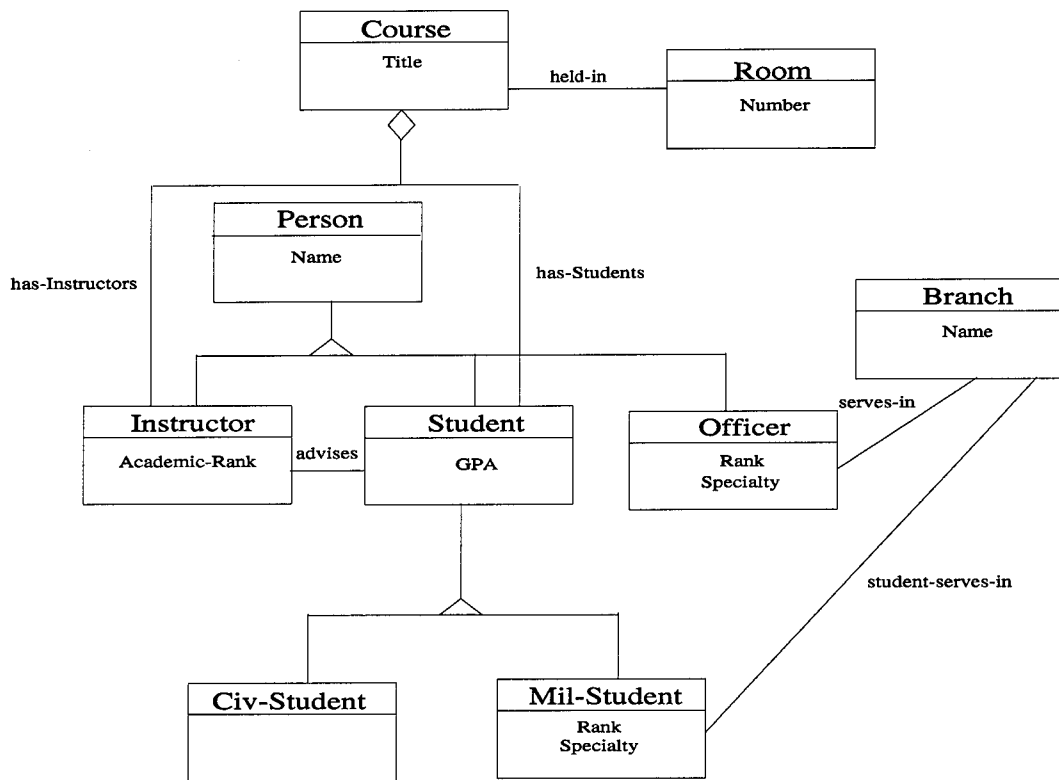 Course
Title
held-in
Room
Number
Person
Name
has-Instructors
has-Students
Branch
Name
Instructor
Academic-Rank
advises
Student
GPA
Officer
Rank
Specialty
serves-in
student-serves-in
Civ-Student
Mil-Student
Rank
Specialty